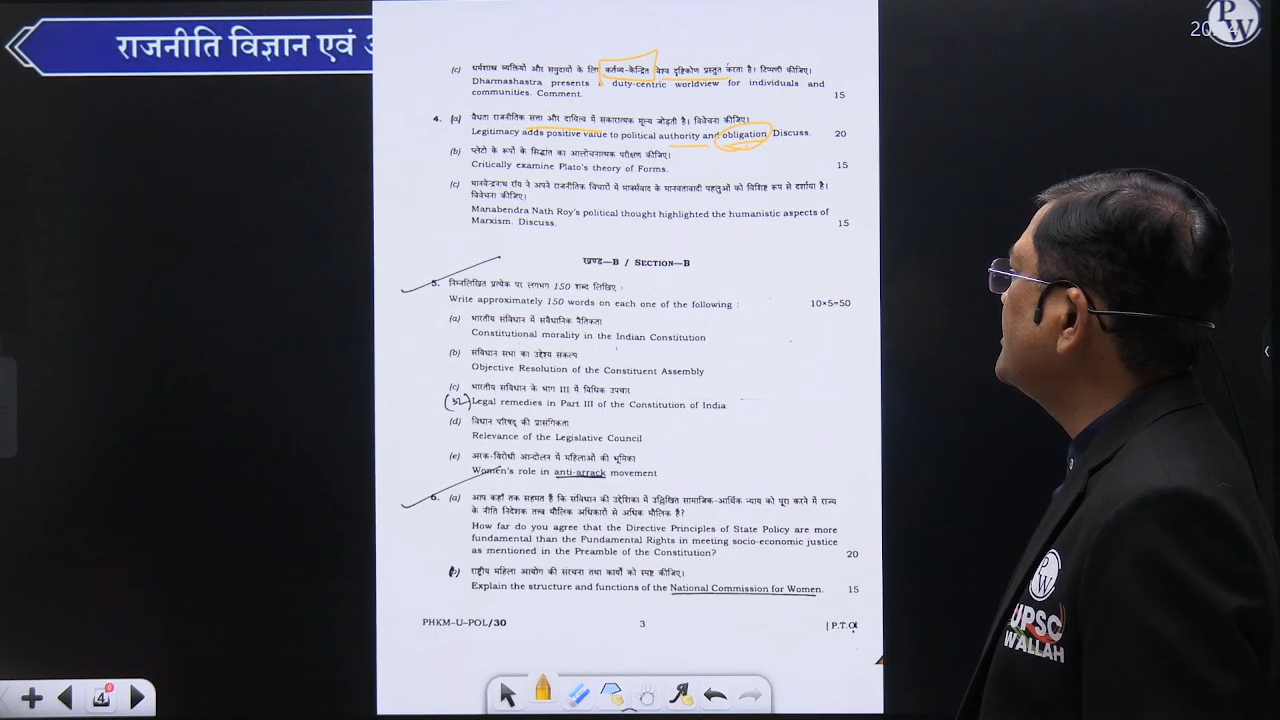 राजनीति विज्ञान एवं
PW
(c) धर्मशास्त्र व्यक्तियों और समुदायों के लिए कर्तव्य-केन्द्रित विश्व दृष्टिकोण प्रस्तुत करता है। टिप्पणी कीजिए।
Dharmashastra presents a duty-centric worldview for individuals and
communities. Comment. 15
4. (a) वैधता राजनीतिक सत्ता और दायित्व में सकारात्मक मूल्य जोड़ती है। विवेचना कीजिए।
Legitimacy adds positive value to political authority and obligation. Discuss. 20
(b) प्लेटो के रूपों के सिद्धांत का आलोचनात्मक परीक्षण कीजिए।
Critically examine Plato's theory of Forms. 15
(c) मानवेन्द्रनाथ रॉय ने अपने राजनीतिक विचारों में मार्क्सवाद के मानवतावादी पहलुओं को विशिष्ट रूप से दर्शाया है।
विवेचना कीजिए।
Manabendra Nath Roy's political thought highlighted the humanistic aspects of
Marxism. Discuss. 15
खण्ड—B / SECTION—B
5. निम्नलिखित प्रत्येक पर लगभग 150 शब्द लिखिए :
Write approximately 150 words on each one of the following : 10×5=50
(a) भारतीय संविधान में संवैधानिक नैतिकता
Constitutional morality in the Indian Constitution
(b) संविधान सभा का उद्देश्य संकल्प
Objective Resolution of the Constituent Assembly
(c) भारतीय संविधान के भाग III में विधिक उपचार
(32) Legal remedies in Part III of the Constitution of India
(d) विधान परिषद् की प्रासंगिकता
Relevance of the Legislative Council
(e) अरक-विरोधी आन्दोलन में महिलाओं की भूमिका
Women's role in anti-arrack movement
6. (a) आप कहाँ तक सहमत हैं कि संविधान की उद्देशिका में उल्लिखित सामाजिक-आर्थिक न्याय को पूरा करने में राज्य
के नीति निदेशक तत्त्व मौलिक अधिकारों से अधिक मौलिक हैं?
How far do you agree that the Directive Principles of State Policy are more
fundamental than the Fundamental Rights in meeting socio-economic justice
as mentioned in the Preamble of the Constitution? 20
(b) राष्ट्रीय महिला आयोग की संरचना तथा कार्यों को स्पष्ट कीजिए।
Explain the structure and functions of the National Commission for Women. 15
PHKM-U-POL/30 3 [ P.T.O.
4
PW
UPSC
WALLAH